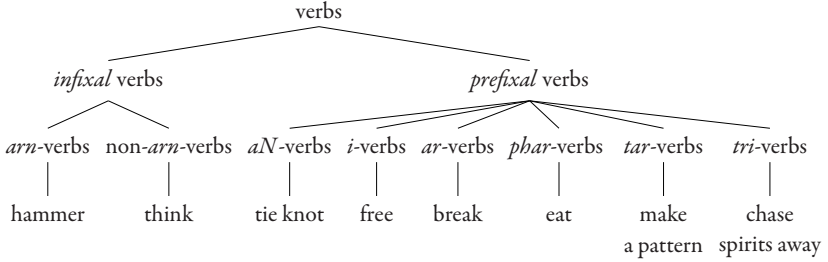 verbs
infixal verbs prefixal verbs
arn-verbs non-arn-verbs aN-verbs i-verbs ar-verbs phar-verbs tar-verbs tri-verbs
hammer think tie knot free break eat make chase
a pattern spirits away